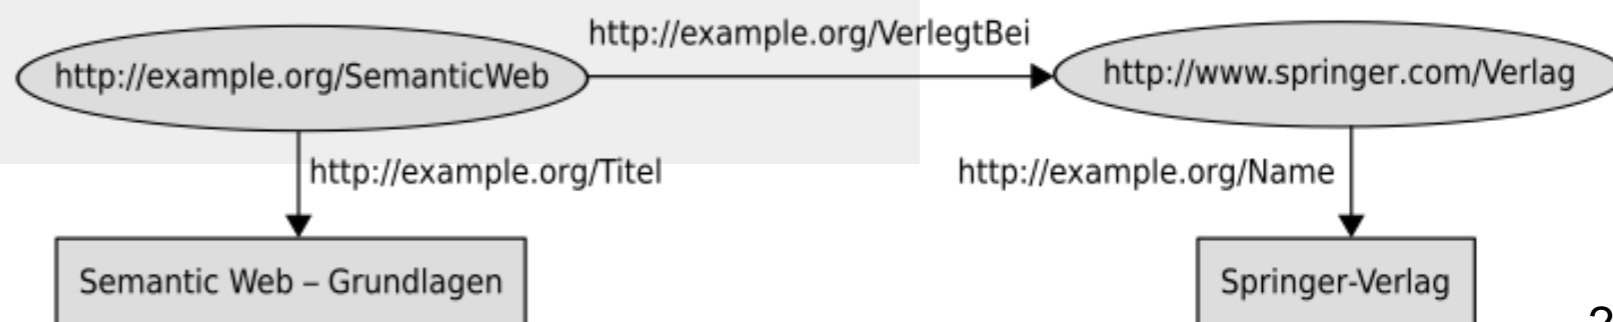 http://example.org/VerlegtBei
http://example.org/SemanticWeb
http://www.springer.com/Verlag
http://example.org/Titel
http://example.org/Name
Semantic Web – Grundlagen
Springer-Verlag